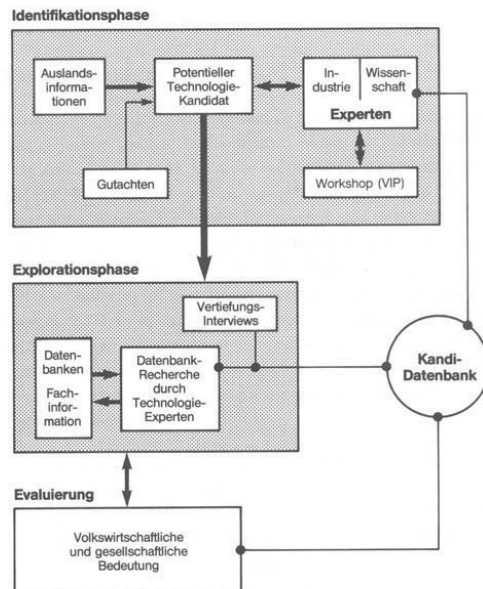 Identifikationsphase
Auslands-
informa-
tionen
Potentieller
Technologie-
Kandidat
In-
dustrie
Wissen-
schaft
Experten
Gutachten
Workshop (VIP)
Explorationsphase
Vertiefungs-
Interviews
Daten-
banken
Fach-
infor-
mation
Datenbank-
Recherche
durch
Technologie-
Experten
Kandi-
Datenbank
Evaluierung
Volkswirtschaftliche
und gesellschaftliche
Bedeutung